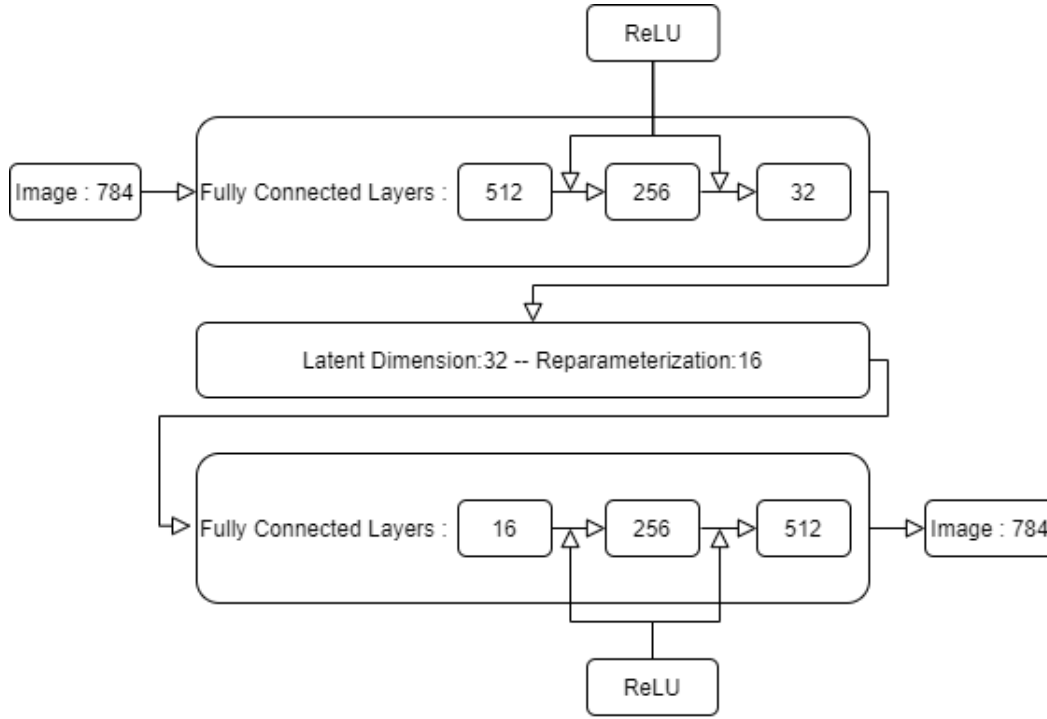 ReLU
Image : 784
Fully Connected Layers :
512
256
32
Latent Dimension:32 -- Reparameterization:16
Fully Connected Layers :
16
256
512
Image : 784
ReLU